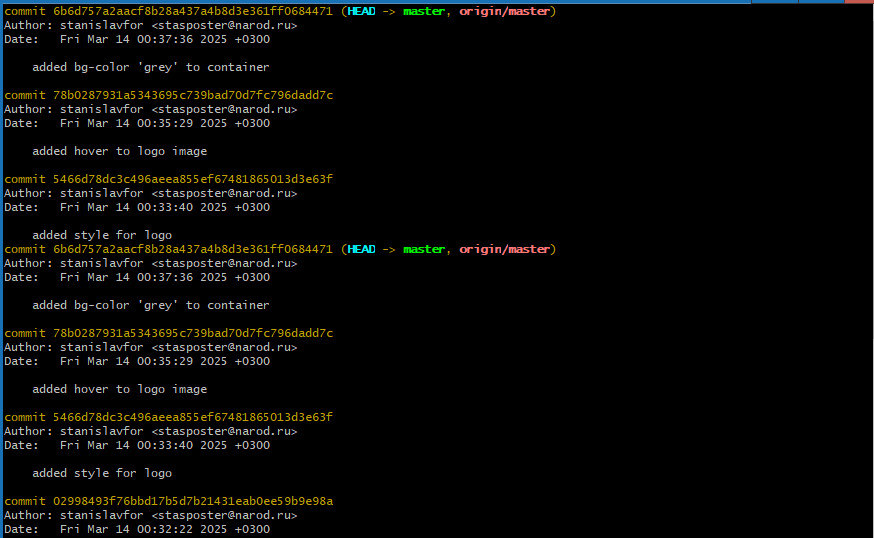 commit 6b6d757a2aacf8b28a437a4b8d3e361ff0684471 (HEAD -> master, origin/master)
Author: stanislavfor <stasposter@narod.ru>
Date:   Fri Mar 14 00:37:36 2025 +0300
    added bg-color 'grey' to container
commit 78b0287931a5343695c739bad70d7fc796dadd7c
Author: stanislavfor <stasposter@narod.ru>
Date:   Fri Mar 14 00:35:29 2025 +0300
    added hover to logo image
commit 5466d78dc3c496aeea855ef67481865013d3e63f
Author: stanislavfor <stasposter@narod.ru>
Date:   Fri Mar 14 00:33:40 2025 +0300
    added style for logo
commit 6b6d757a2aacf8b28a437a4b8d3e361ff0684471 (HEAD -> master, origin/master)
Author: stanislavfor <stasposter@narod.ru>
Date:   Fri Mar 14 00:37:36 2025 +0300
    added bg-color 'grey' to container
commit 78b0287931a5343695c739bad70d7fc796dadd7c
Author: stanislavfor <stasposter@narod.ru>
Date:   Fri Mar 14 00:35:29 2025 +0300
    added hover to logo image
commit 5466d78dc3c496aeea855ef67481865013d3e63f
Author: stanislavfor <stasposter@narod.ru>
Date:   Fri Mar 14 00:33:40 2025 +0300
    added style for logo
commit 02998493f76bbd17b5d7b21431eab0ee59b9e98a
Author: stanislavfor <stasposter@narod.ru>
Date:   Fri Mar 14 00:32:22 2025 +0300